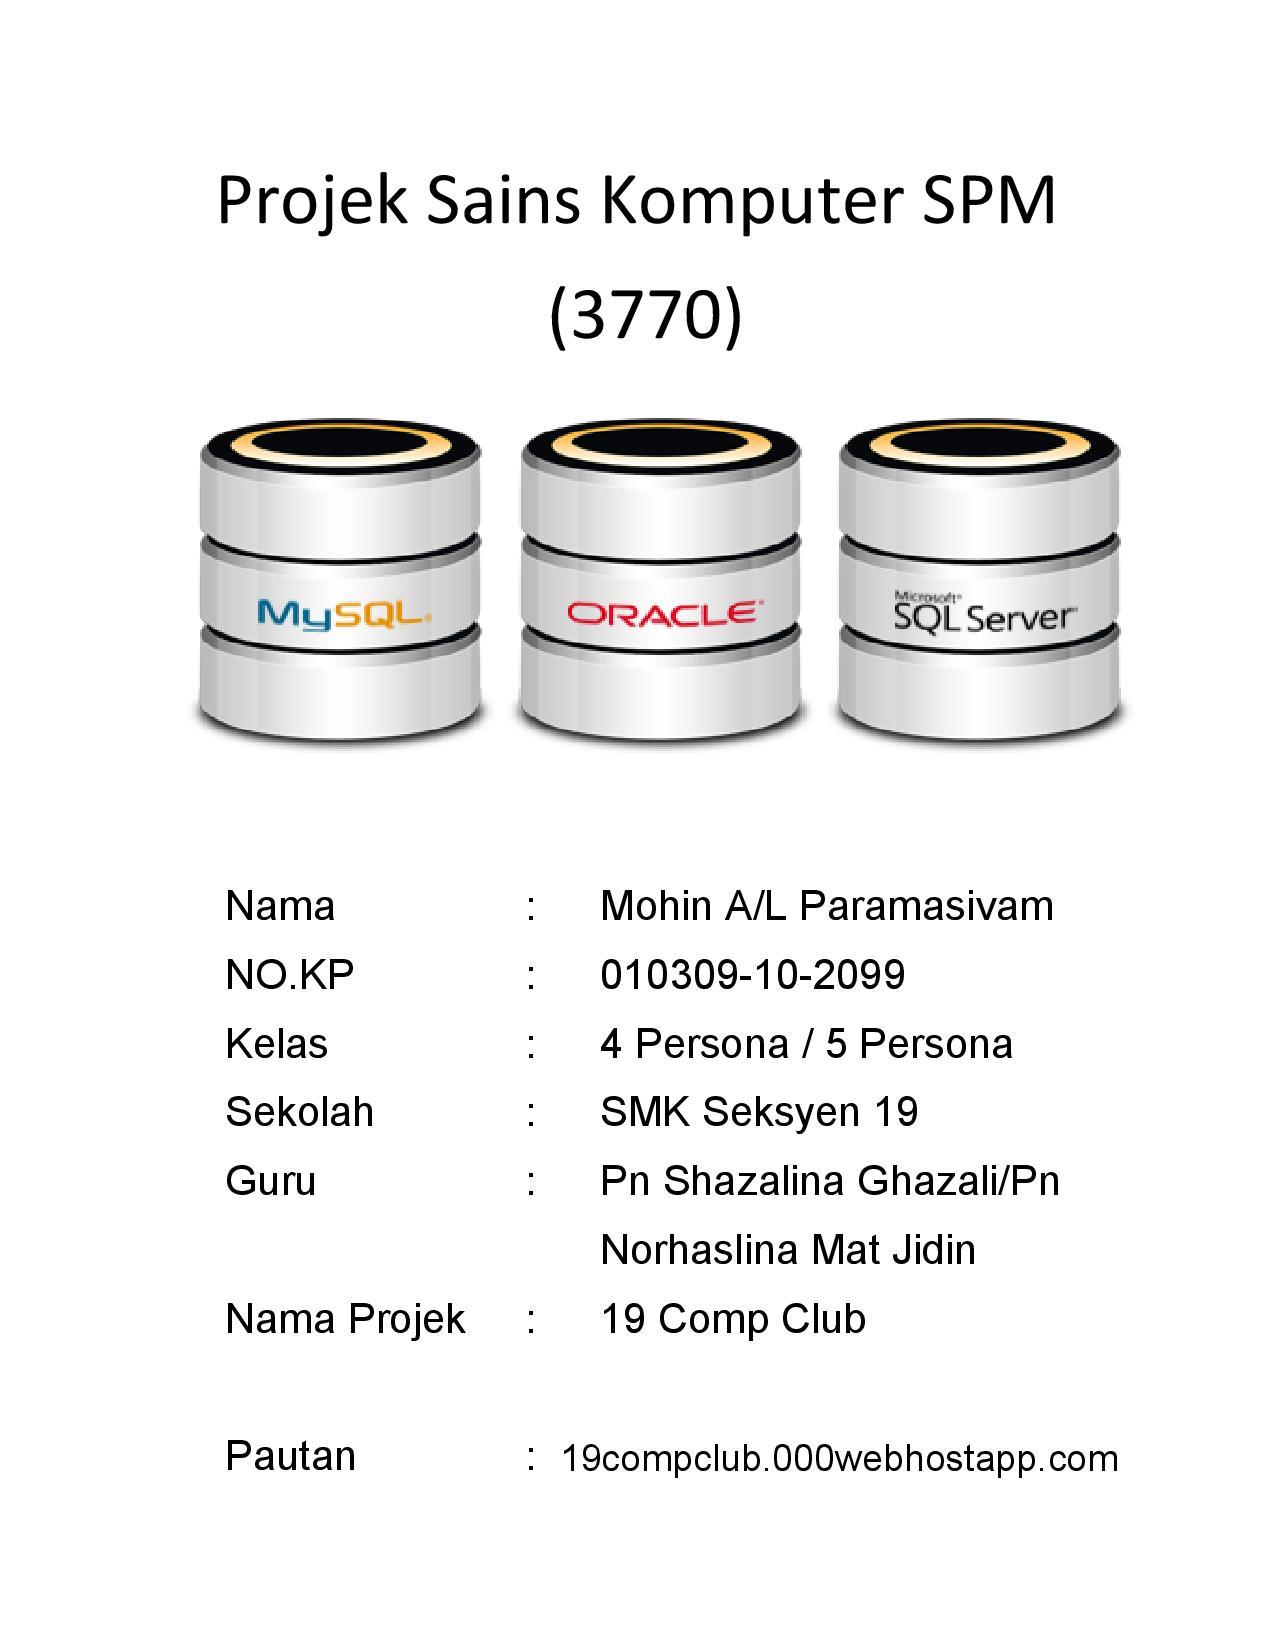 Projek Sains Komputer SPM
(3770)
MySQL®
ORACLE™
Microsoft®
SQL Server™
Nama : Mohin A/L Paramasivam
NO.KP : 010309-10-2099
Kelas : 4 Persona / 5 Persona
Sekolah : SMK Seksyen 19
Guru : Pn Shazalina Ghazali/Pn
Norhaslina Mat Jidin
Nama Projek : 19 Comp Club
Pautan : 19compclub.000webhostapp.com